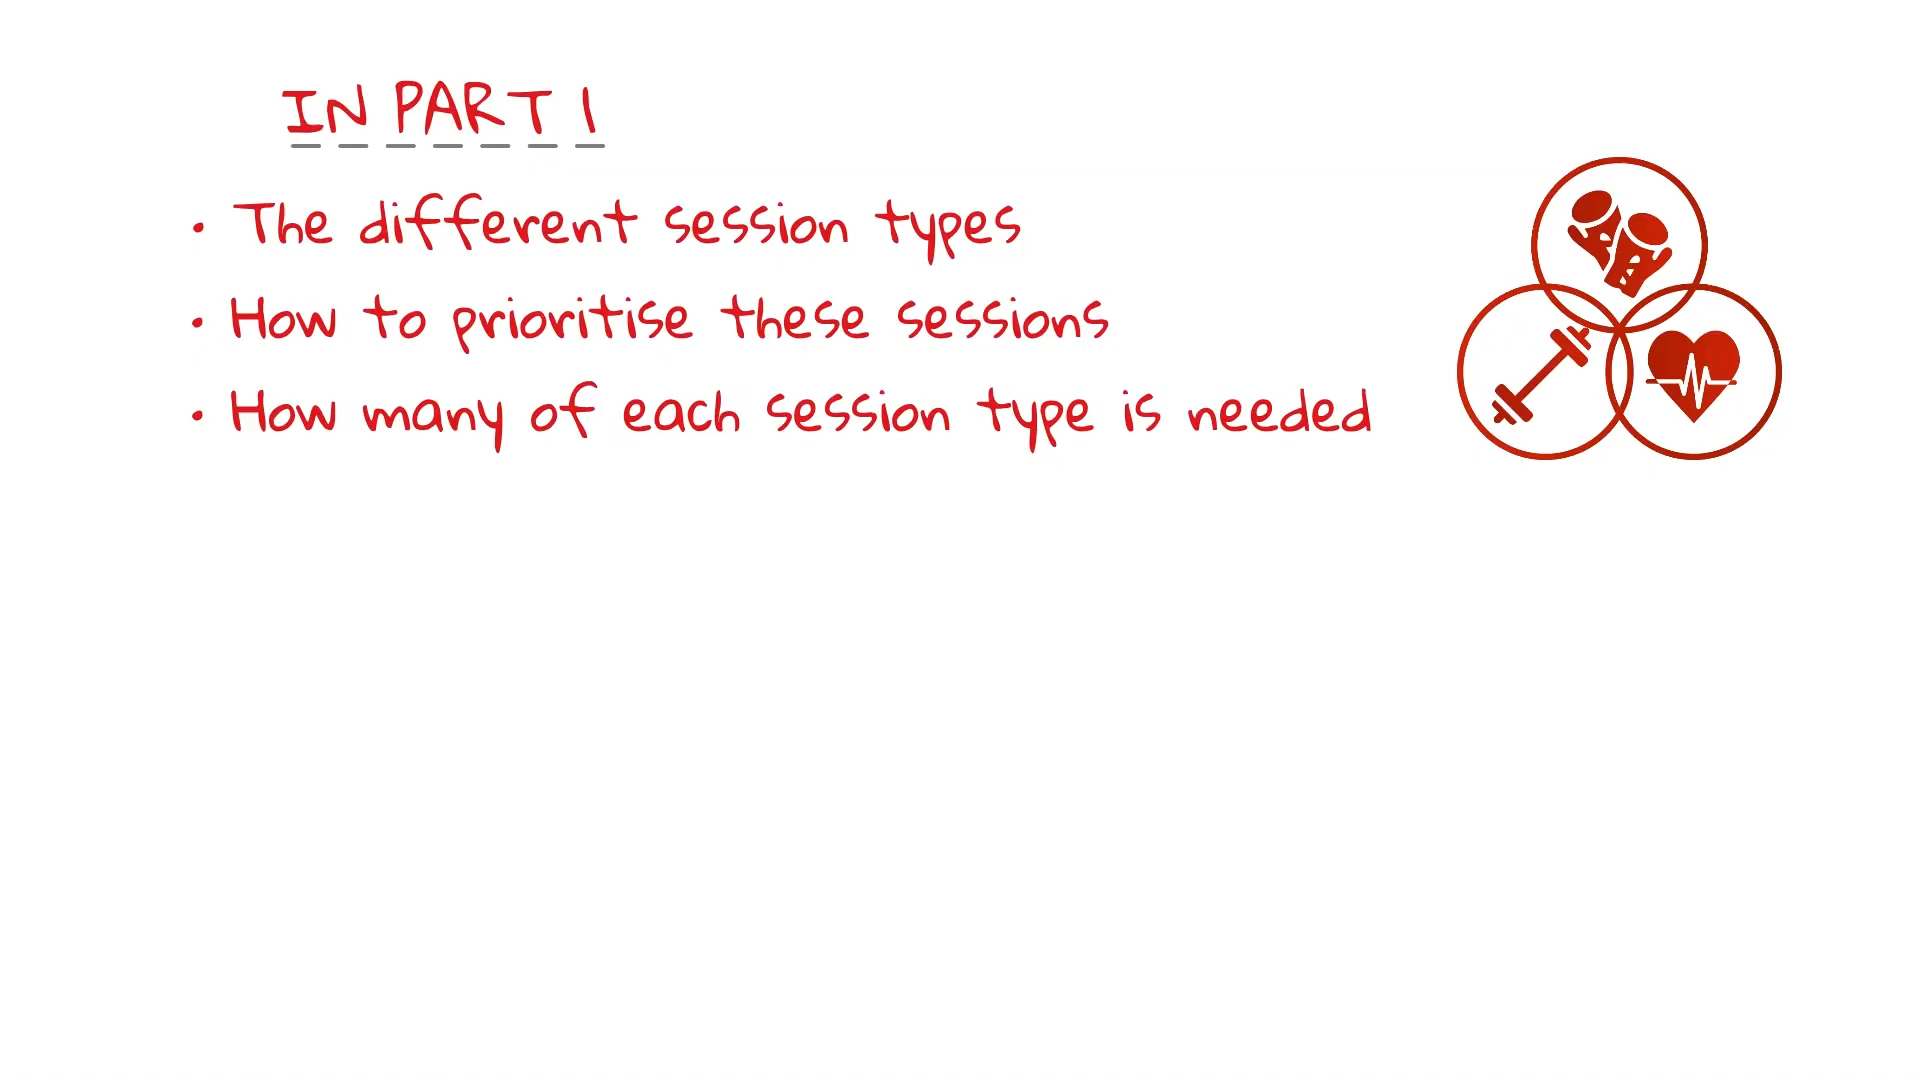 IN PART 1
• The different session types
• How to prioritise these sessions
• How many of each session type is needed